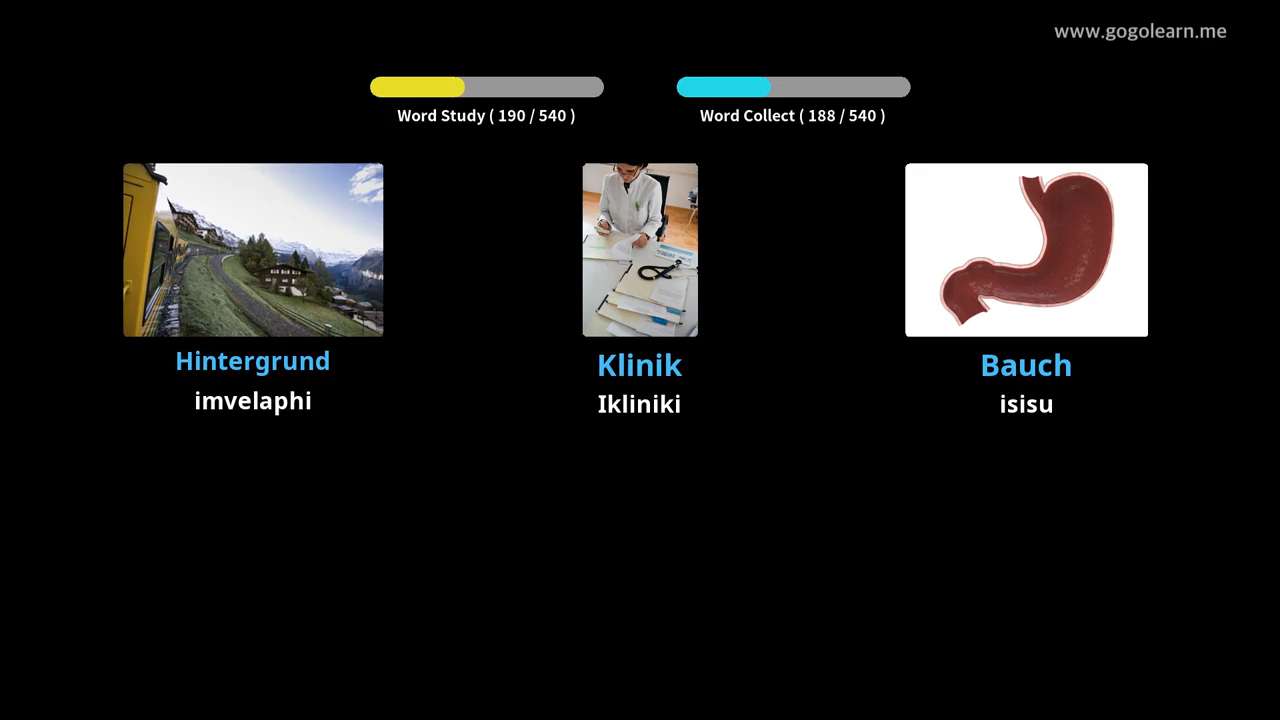 www.gogolearn.me
Word Study ( 190 / 540 )
Word Collect ( 188 / 540 )
Hintergrund
imvelaphi
Klinik
Ikliniki
Bauch
isisu